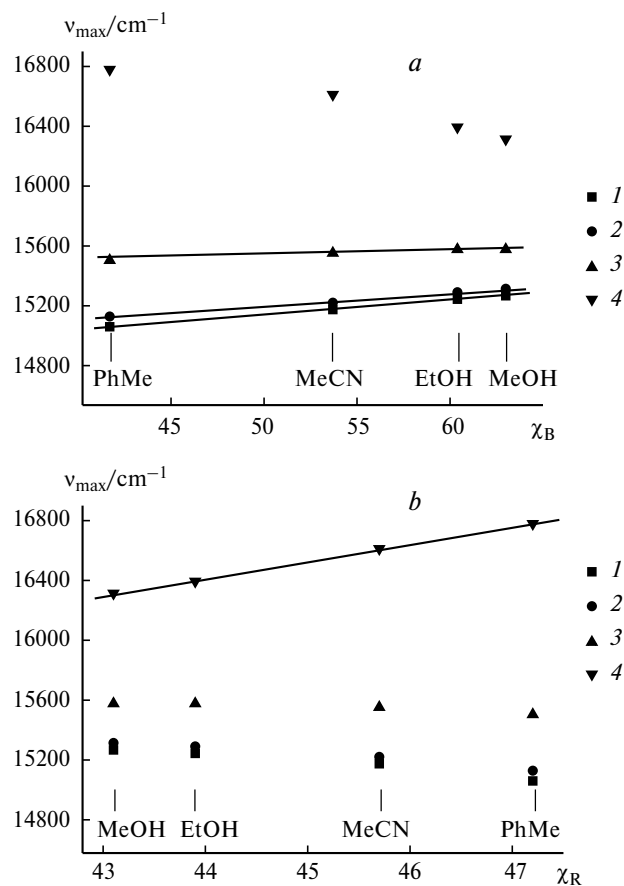 ν_max/cm⁻¹
a
16800
16400
16000
15600
15200
14800
1
2
3
4
PhMe
MeCN
EtOH
MeOH
45
50
55
60
χ_B
ν_max/cm⁻¹
b
16800
16400
16000
15600
15200
14800
1
2
3
4
MeOH
EtOH
MeCN
PhMe
43
44
45
46
47
χ_R